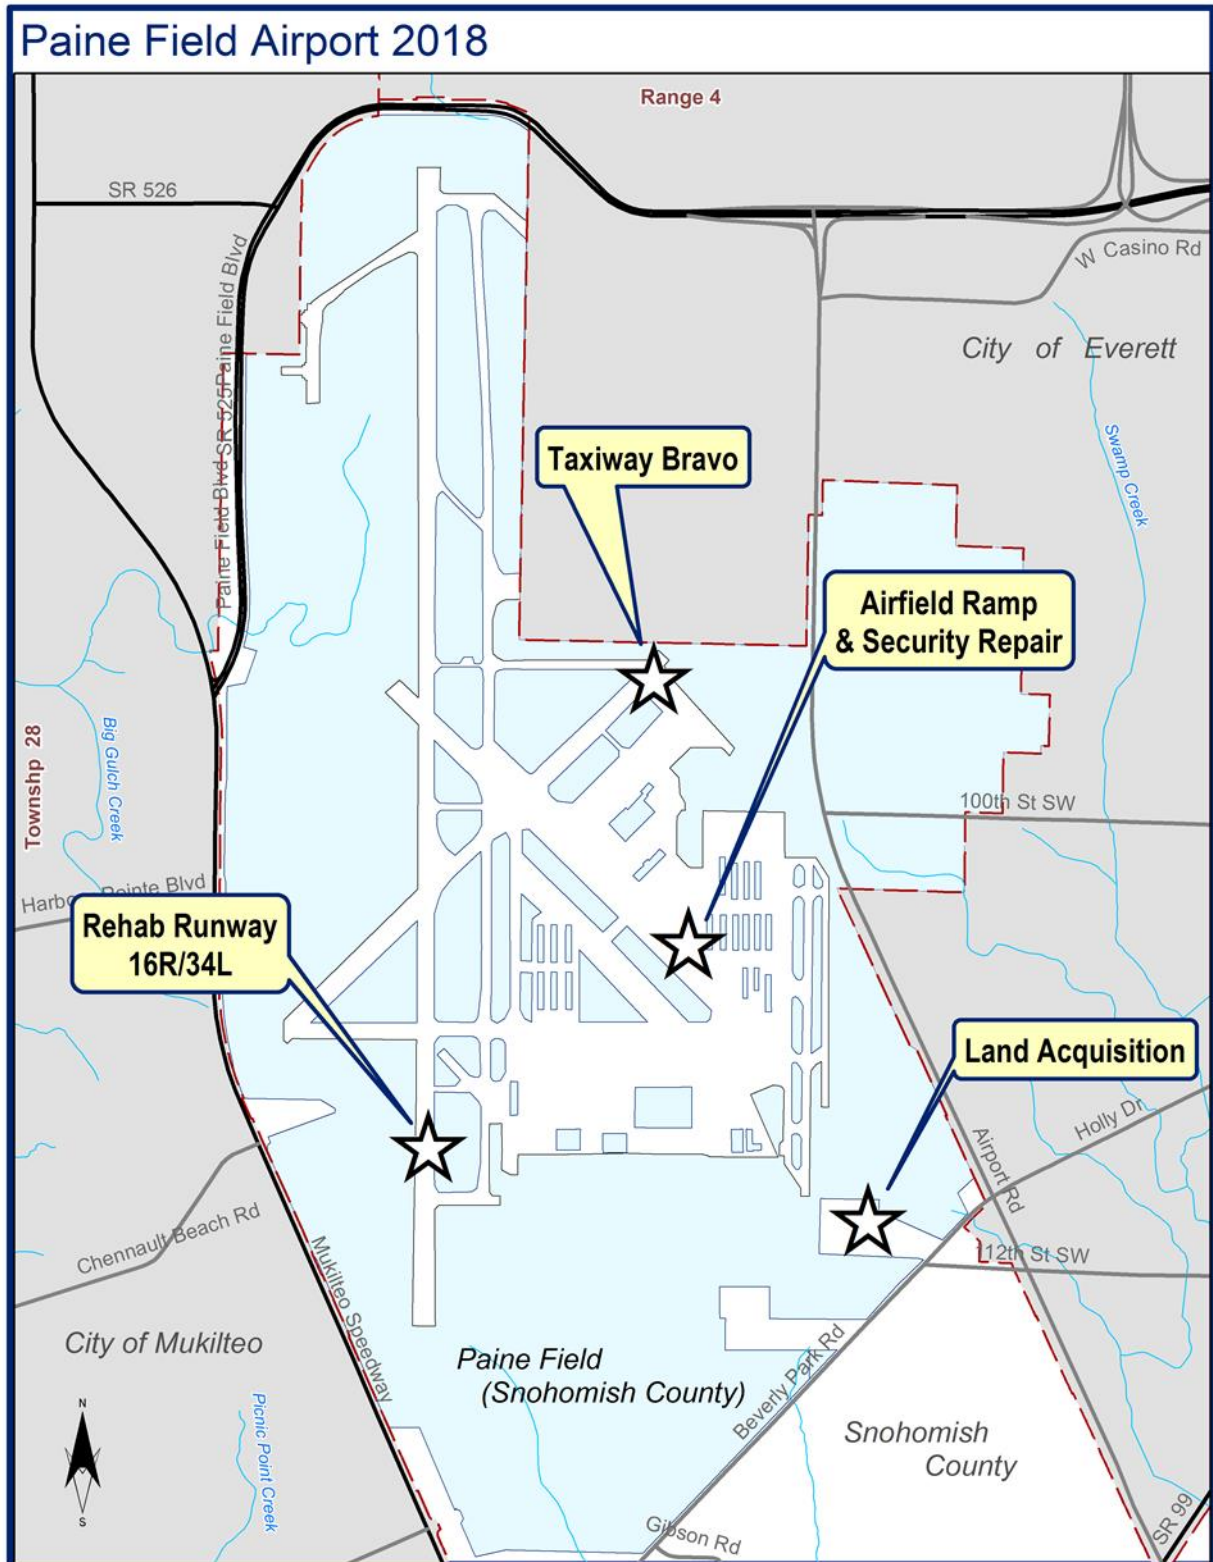 Paine Field Airport 2018
Range 4
SR 526
W Casino Rd
City of Everett
Paine Field Blvd SR 525Paine Field Blvd
Swamp Creek
Taxiway Bravo
Airfield Ramp
& Security Repair
Townshp 28
Big Gulch Creek
100th St SW
Harbo Pointe Blvd
Rehab Runway
16R/34L
Land Acquisition
Holly Dr
Airport Rd
Chennault Beach Rd
112th St SW
Mukilteo Speedway
City of Mukilteo
Paine Field
(Snohomish County)
Beverly Park Rd
Picnic Point Creek
Snohomish
County
N
S
Gibson Rd
SR 99